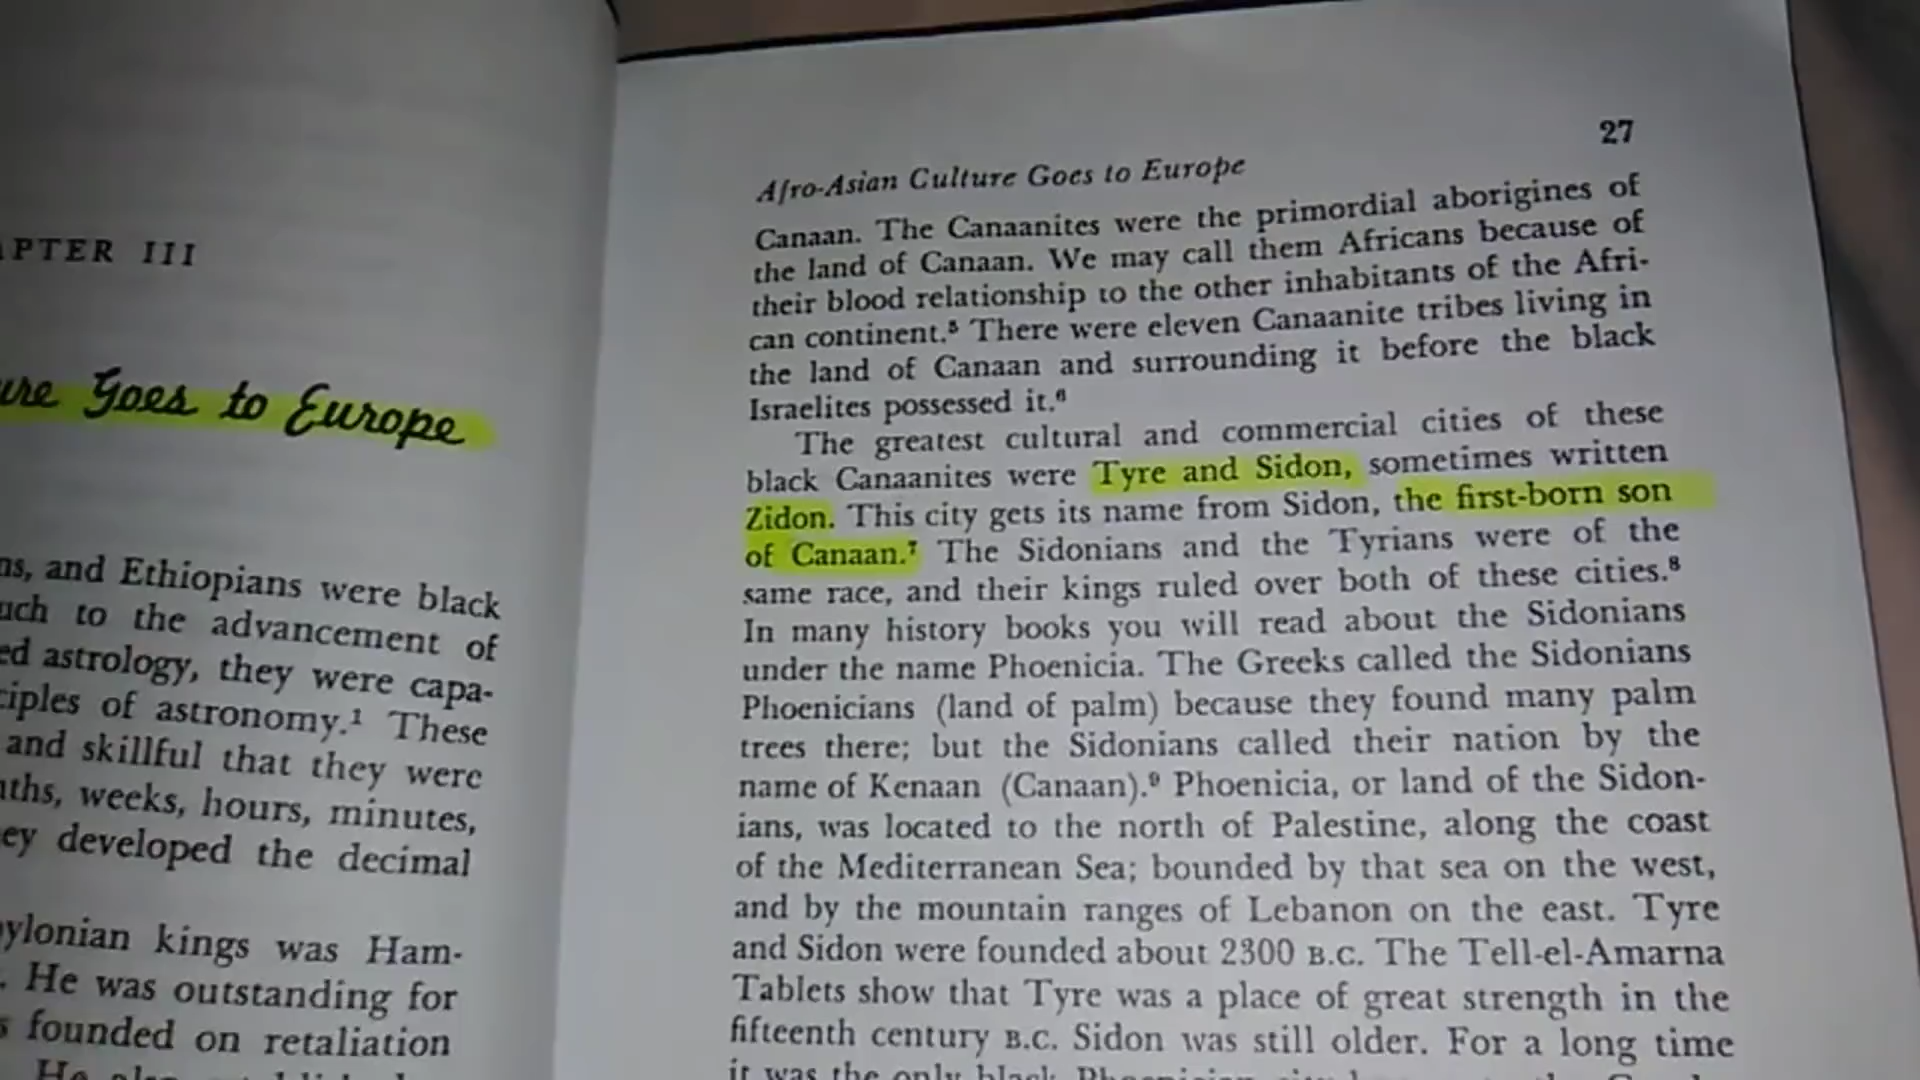 APTER III
ure Goes to Europe
ns, and Ethiopians were black
uch to the advancement of
ed astrology, they were capa-
ciples of astronomy.¹ These
and skillful that they were
nths, weeks, hours, minutes,
ey developed the decimal
ylonian kings was Ham-
. He was outstanding for
s founded on retaliation
27
Afro-Asian Culture Goes to Europe
Canaan. The Canaanites were the primordial aborigines of
the land of Canaan. We may call them Africans because of
their blood relationship to the other inhabitants of the Afri-
can continent.⁵ There were eleven Canaanite tribes living in
the land of Canaan and surrounding it before the black
Israelites possessed it.⁶
The greatest cultural and commercial cities of these
black Canaanites were Tyre and Sidon, sometimes written
Zidon. This city gets its name from Sidon, the first-born son
of Canaan.⁷ The Sidonians and the Tyrians were of the
same race, and their kings ruled over both of these cities.⁸
In many history books you will read about the Sidonians
under the name Phoenicia. The Greeks called the Sidonians
Phoenicians (land of palm) because they found many palm
trees there; but the Sidonians called their nation by the
name of Kenaan (Canaan).⁹ Phoenicia, or land of the Sidon-
ians, was located to the north of Palestine, along the coast
of the Mediterranean Sea; bounded by that sea on the west,
and by the mountain ranges of Lebanon on the east. Tyre
and Sidon were founded about 2300 B.C. The Tell-el-Amarna
Tablets show that Tyre was a place of great strength in the
fifteenth century B.C. Sidon was still older. For a long time
it was the only black Phoenician